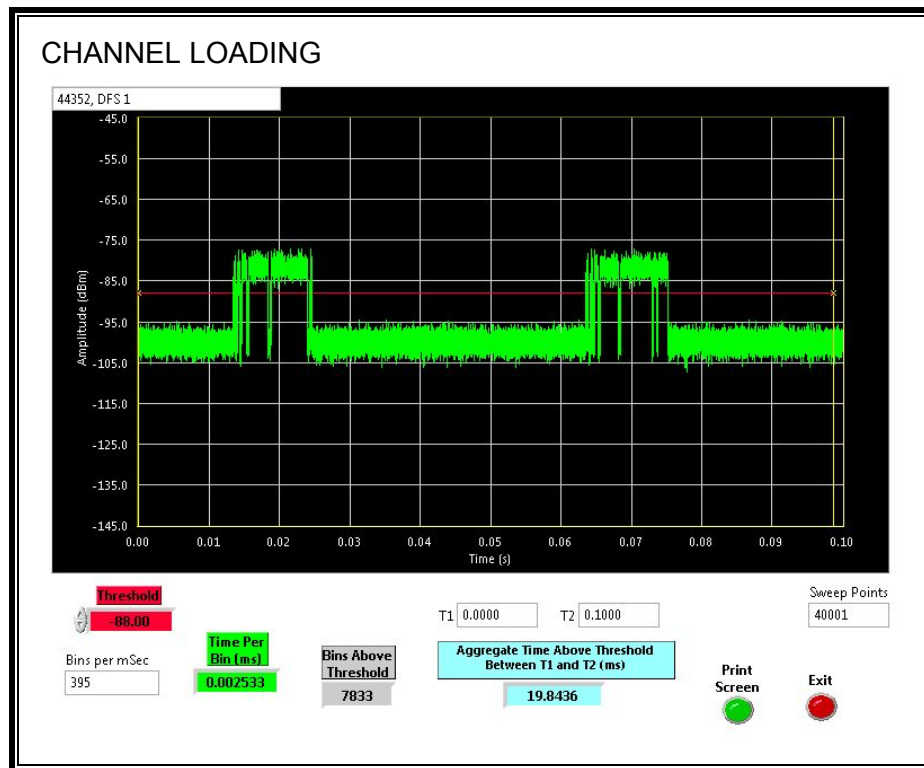 CHANNEL LOADING
44352, DFS 1
-45.0
-55.0
-65.0
-75.0
-85.0
-95.0
-105.0
-115.0
-125.0
-135.0
-145.0
Amplitude (dBm)
0.00 0.01 0.02 0.03 0.04 0.05 0.06 0.07 0.08 0.09 0.10
Time (s)
Threshold
-88.00
T1 0.0000 T2 0.1000
Sweep Points
40001
Bins per mSec
395
Time Per
Bin (ms)
0.002533
Bins Above
Threshold
7833
Aggregate Time Above Threshold
Between T1 and T2 (ms)
19.8436
Print
Screen
Exit